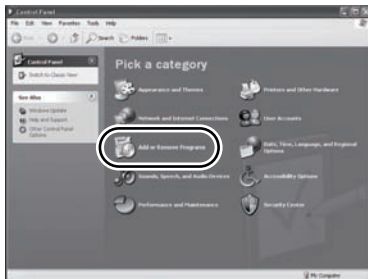 Control Panel
File Edit View Favorites Tools Help
Search Folders
Control Panel
Switch to Classic View
See Also
Windows Update
Help and Support
Other Control Panel
Options
Pick a category
Appearance and Themes
Printers and Other Hardware
Network and Internet Connections
User Accounts
Add or Remove Programs
Date, Time, Language, and Regional
Options
Sounds, Speech, and Audio Devices
Accessibility Options
Performance and Maintenance
Security Center
My Computer